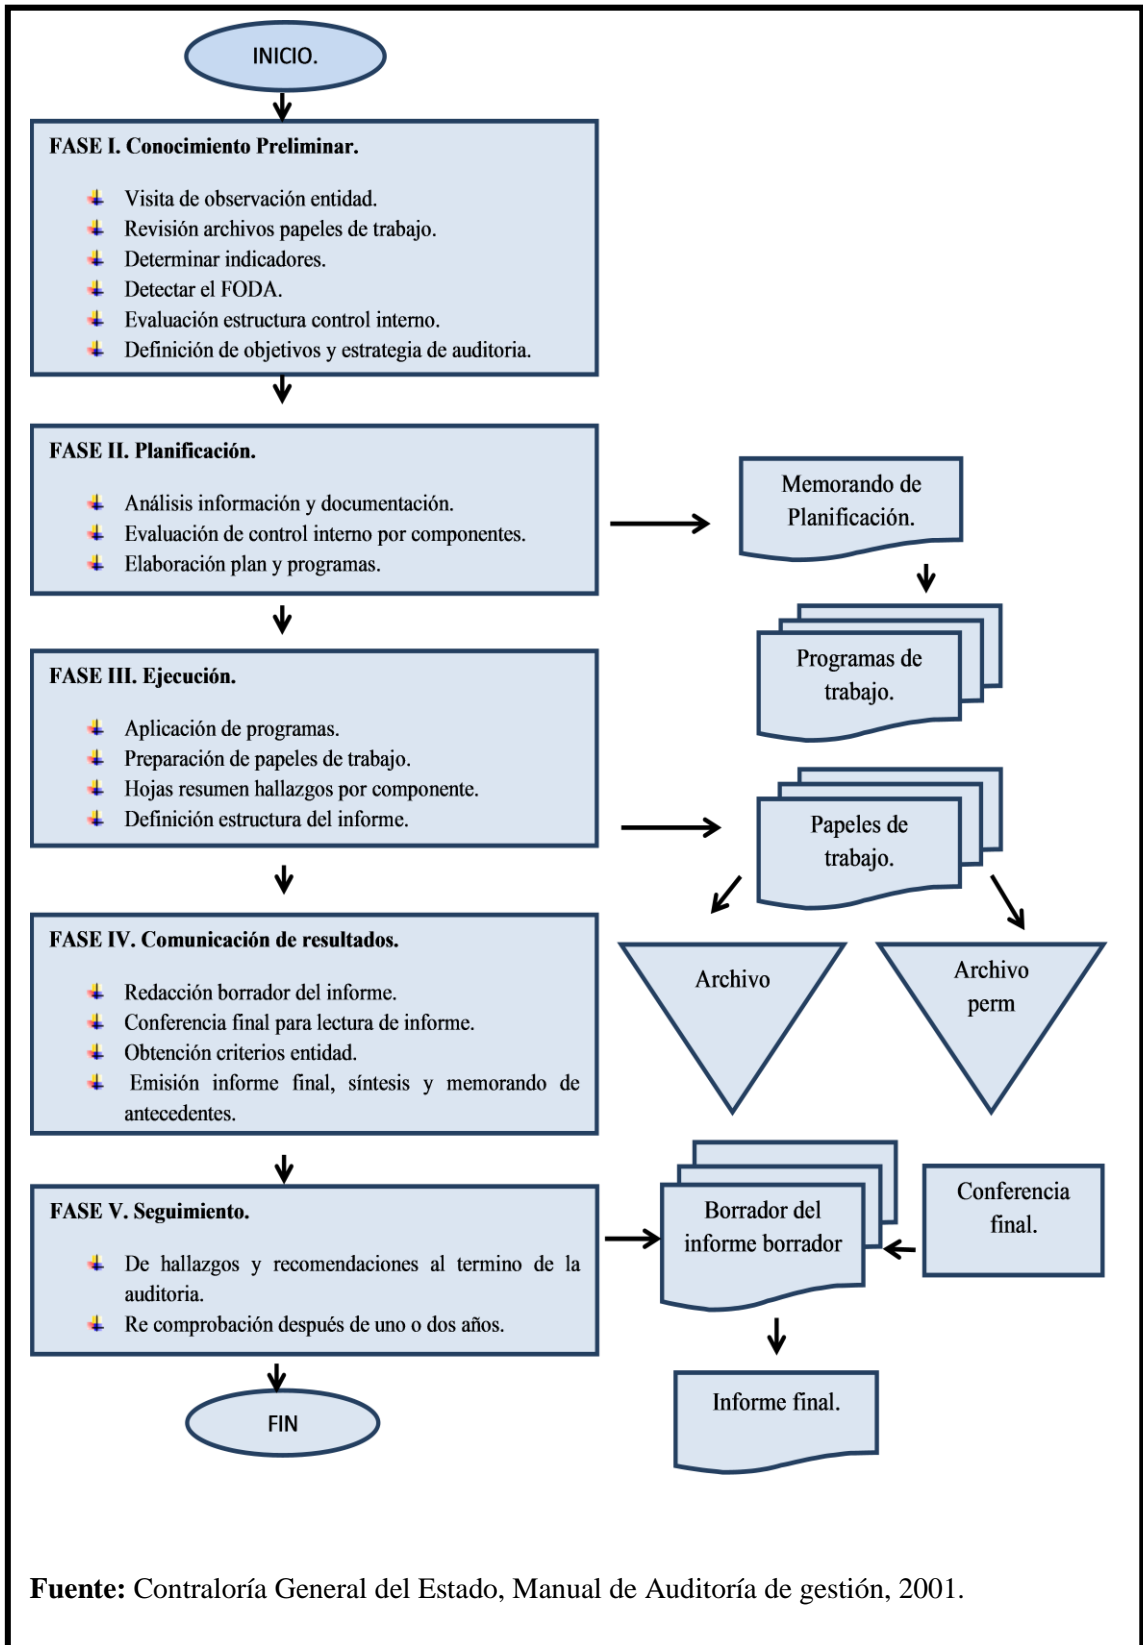 INICIO.
FASE I. Conocimiento Preliminar.
Visita de observación entidad.
Revisión archivos papeles de trabajo.
Determinar indicadores.
Detectar el FODA.
Evaluación estructura control interno.
Definición de objetivos y estrategia de auditoria.
FASE II. Planificación.
Análisis información y documentación.
Evaluación de control interno por componentes.
Elaboración plan y programas.
Memorando de
Planificación.
Programas de
trabajo.
FASE III. Ejecución.
Aplicación de programas.
Preparación de papeles de trabajo.
Hojas resumen hallazgos por componente.
Definición estructura del informe.
Papeles de
trabajo.
Archivo
Archivo
perm
FASE IV. Comunicación de resultados.
Redacción borrador del informe.
Conferencia final para lectura de informe.
Obtención criterios entidad.
Emisión informe final, síntesis y memorando de
antecedentes.
FASE V. Seguimiento.
De hallazgos y recomendaciones al termino de la
auditoria.
Re comprobación después de uno o dos años.
Borrador del
informe borrador
Conferencia
final.
Informe final.
FIN
Fuente: Contraloría General del Estado, Manual de Auditoría de gestión, 2001.